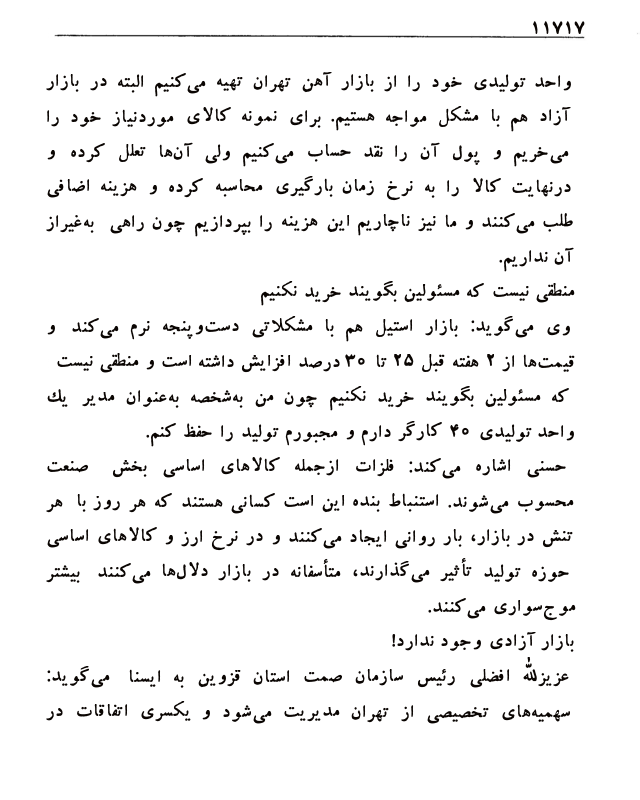 ۱۱۷۱۷
واحد تولیدی خود را از بازار آهن تهران تهیه می‌کنیم البته در بازار
آزاد هم با مشکل مواجه هستیم. برای نمونه کالای موردنیاز خود را
می‌خریم و پول آن را نقد حساب می‌کنیم ولی آن‌ها تعلل کرده و
درنهایت کالا را به نرخ زمان بارگیری محاسبه کرده و هزینه اضافی
طلب می‌کنند و ما نیز ناچاریم این هزینه را بپردازیم چون راهی به‌غیراز
آن نداریم.
منطقی نیست که مسئولین بگویند خرید نکنیم
وی می‌گوید: بازار استیل هم با مشکلاتی دست‌وپنجه نرم می‌کند و
قیمت‌ها از ۲ هفته قبل ۲۵ تا ۳۰ درصد افزایش داشته است و منطقی نیست
که مسئولین بگویند خرید نکنیم چون من به‌شخصه به‌عنوان مدیر یك
واحد تولیدی ۴۰ کارگر دارم و مجبورم تولید را حفظ کنم.
حسنی اشاره می‌کند: فلزات ازجمله کالاهای اساسی بخش صنعت
محسوب می‌شوند. استنباط بنده این است کسانی هستند که هر روز با هر
تنش در بازار، بار روانی ایجاد می‌کنند و در نرخ ارز و کالاهای اساسی
حوزه تولید تأثیر می‌گذارند، متأسفانه در بازار دلال‌ها می‌کنند بیشتر
موج‌سواری می‌کنند.
بازار آزادی وجود ندارد!
عزیزالله افضلی رئیس سازمان صمت استان قزوین به ایسنا می‌گوید:
سهمیه‌های تخصیصی از تهران مدیریت می‌شود و یکسری اتفاقات در